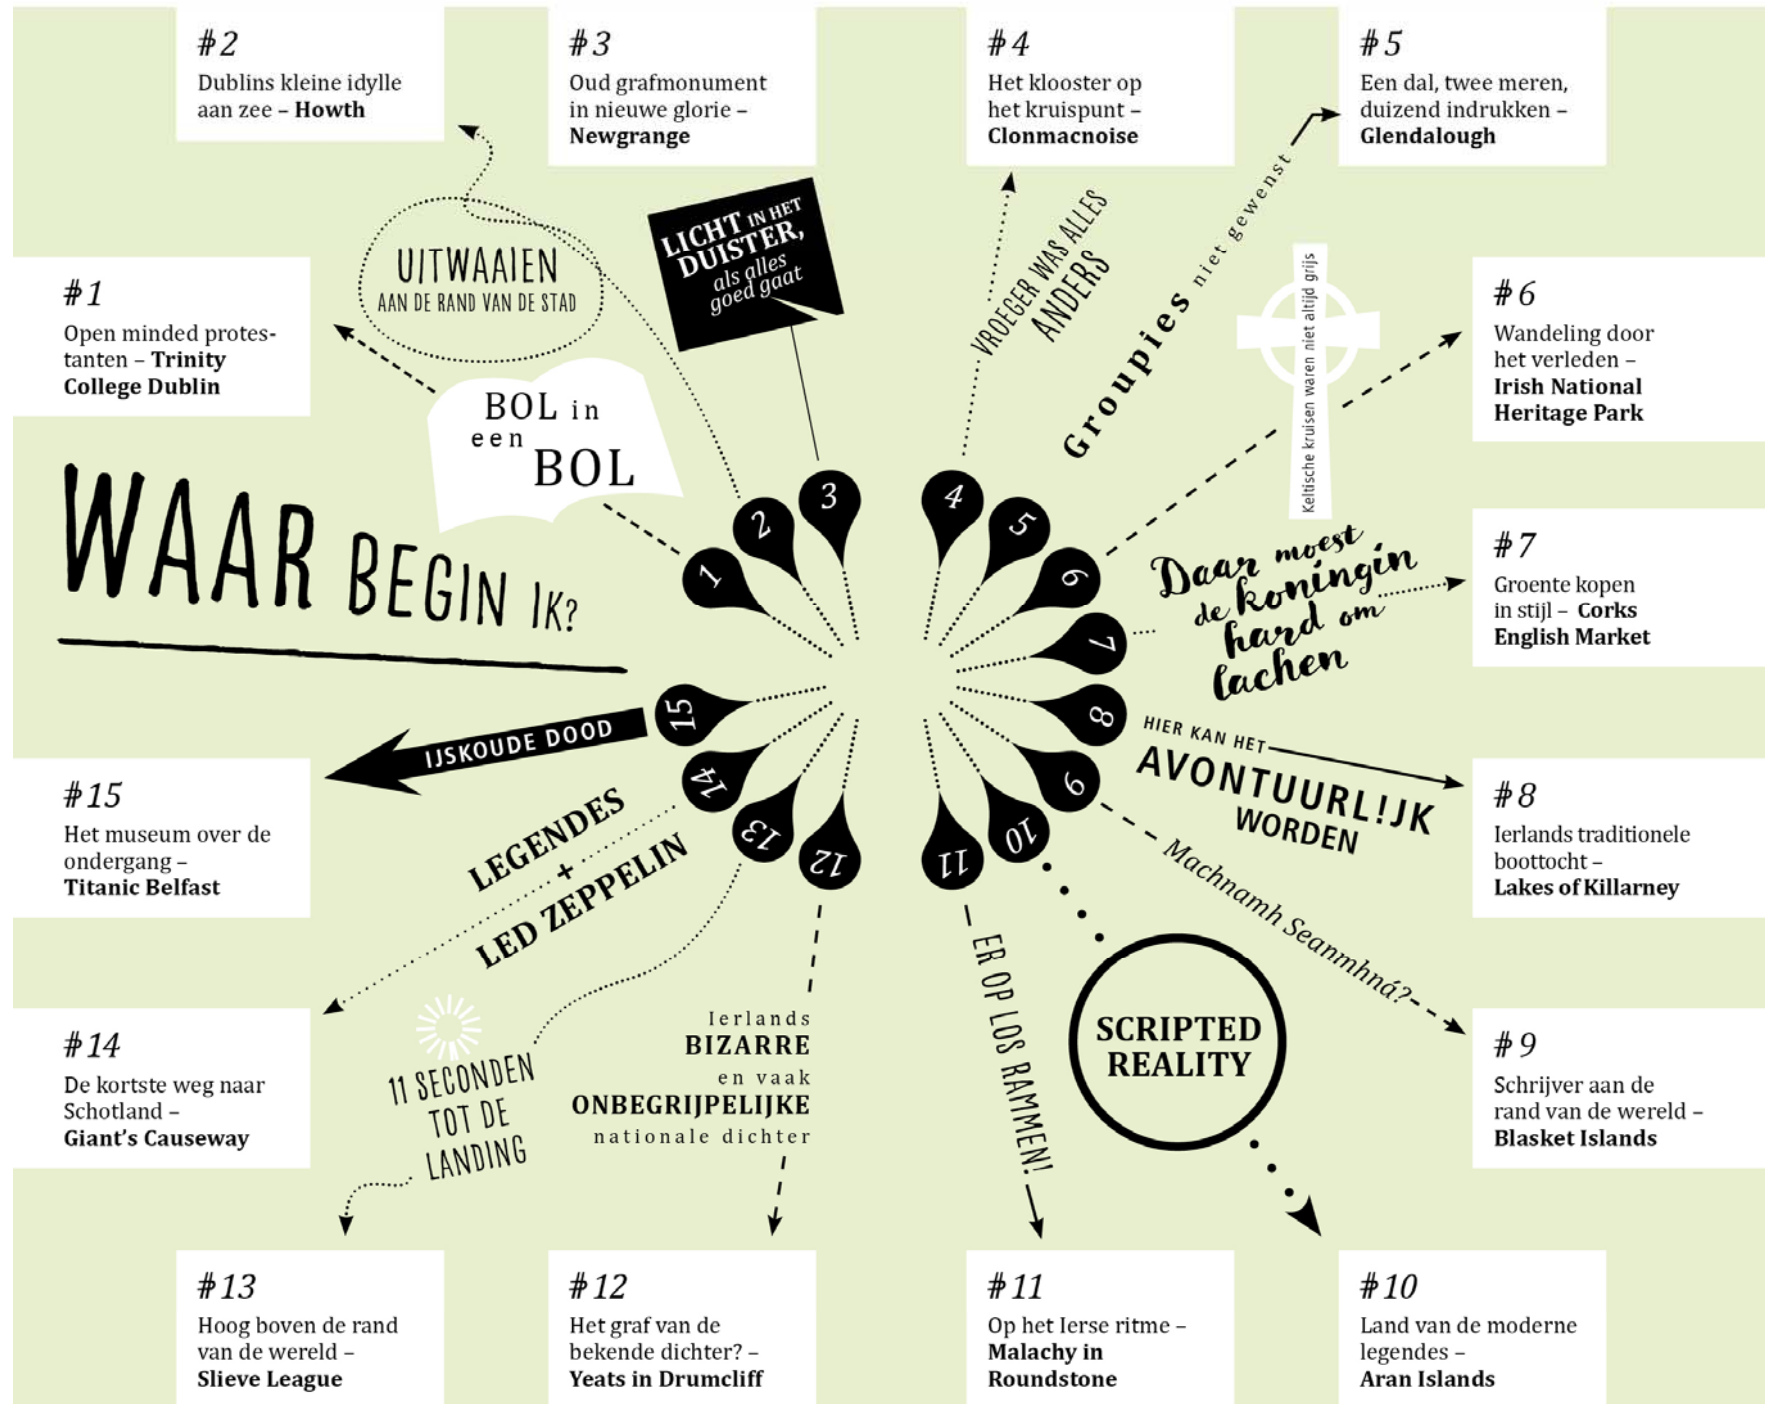 #2
Dublins kleine idylle
aan zee – Howth
#3
Oud grafmonument
in nieuwe glorie –
Newgrange
#4
Het klooster op
het kruispunt –
Clonmacnoise
#5
Een dal, twee meren,
duizend indrukken –
Glendalough
#1
Open minded protes-
tanten – Trinity
College Dublin
UITWAAIEN
AAN DE RAND VAN DE STAD
LICHT IN HET
DUISTER,
als alles
goed gaat
VROEGER WAS ALLES
ANDERS
Groupies niet gewenst
Keltische kruisen waren niet altijd grijs
#6
Wandeling door
het verleden –
Irish National
Heritage Park
BOL in
een
BOL
WAAR BEGIN IK?
1
2
3
4
5
6
7
8
9
10
11
12
13
14
15
Daar moest
de koningin
hard om
lachen
#7
Groente kopen
in stijl – Corks
English Market
HIER KAN HET
AVONTUURL!JK
WORDEN
#8
Ierlands traditionele
boottocht –
Lakes of Killarney
IJSKOUDE DOOD
#15
Het museum over de
ondergang –
Titanic Belfast
LEGENDES
+
LED ZEPPELIN
#14
De kortste weg naar
Schotland –
Giant's Causeway
11 SECONDEN
TOT DE
LANDING
Ierlands
BIZARRE
en vaak
ONBEGRIJPELIJKE
nationale dichter
ER OP LOS RAMMEN!
SCRIPTED
REALITY
Machnamh Seanmhná?
#9
Schrijver aan de
rand van de wereld –
Blasket Islands
#13
Hoog boven de rand
van de wereld –
Slieve League
#12
Het graf van de
bekende dichter? –
Yeats in Drumcliff
#11
Op het Ierse ritme –
Malachy in
Roundstone
#10
Land van de moderne
legendes –
Aran Islands